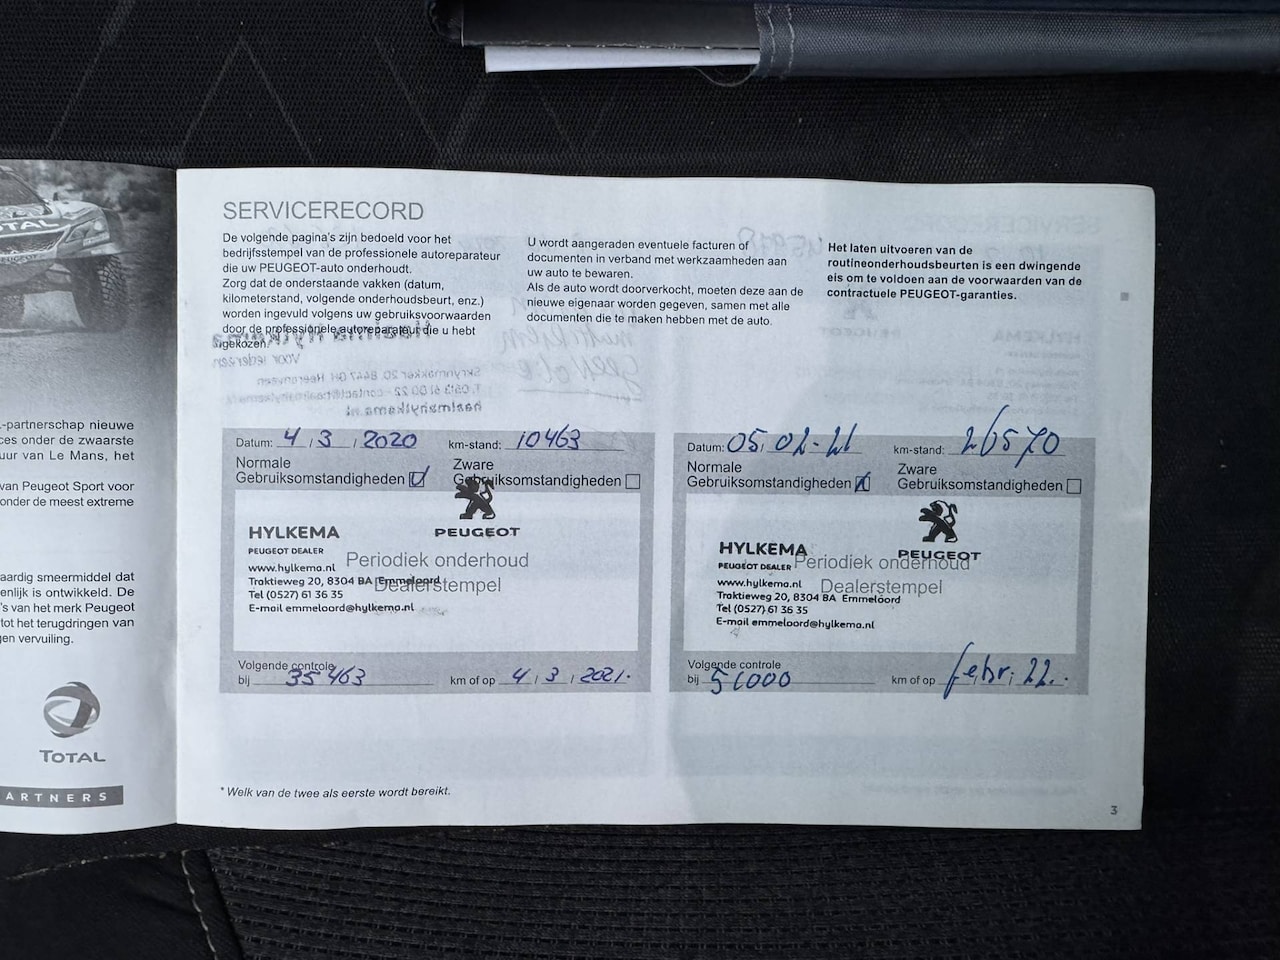 TOTAL
-partnerschap nieuwe
ces onder de zwaarste
uur van Le Mans, het
van Peugeot Sport voor
onder de meest extreme
aardig smeermiddel dat
enlijk is ontwikkeld. De
's van het merk Peugeot
tot het terugdringen van
gen vervuiling.
TOTAL
ARTNERS
SERVICERECORD
De volgende pagina's zijn bedoeld voor het
bedrijfsstempel van de professionele autoreparateur
die uw PEUGEOT-auto onderhoudt.
Zorg dat de onderstaande vakken (datum,
kilometerstand, volgende onderhoudsbeurt, enz.)
worden ingevuld volgens uw gebruiksvoorwaarden
door de professionele autoreparateur die u hebt
gekozen.
U wordt aangeraden eventuele facturen of
documenten in verband met werkzaamheden aan
uw auto te bewaren.
Als de auto wordt doorverkocht, moeten deze aan de
nieuwe eigenaar worden gegeven, samen met alle
documenten die te maken hebben met de auto.
Het laten uitvoeren van de
routineonderhoudsbeurten is een dwingende
eis om te voldoen aan de voorwaarden van de
contractuele PEUGEOT-garanties.
Datum: 4 / 3 / 2020 km-stand: 10463
Normale
Gebruiksomstandigheden
Zware
Gebruiksomstandigheden
PEUGEOT
HYLKEMA
PEUGEOT DEALER
Periodiek onderhoud
Dealerstempel
www.hylkema.nl
Traktieweg 20, 8304 BA Emmeloord
Tel (0527) 61 36 35
E-mail emmeloord@hylkema.nl
Volgende controle
bij 35463 km of op 4 / 3 / 2021.
Datum: 05/02-21 km-stand: 26570
Normale
Gebruiksomstandigheden
Zware
Gebruiksomstandigheden
PEUGEOT
HYLKEMA
PEUGEOT DEALER
Periodiek onderhoud
Dealerstempel
www.hylkema.nl
Traktieweg 20, 8304 BA Emmeloord
Tel (0527) 61 36 35
E-mail emmeloord@hylkema.nl
Volgende controle
bij 51000 km of op febr. 22.
* Welk van de twee als eerste wordt bereikt.
3